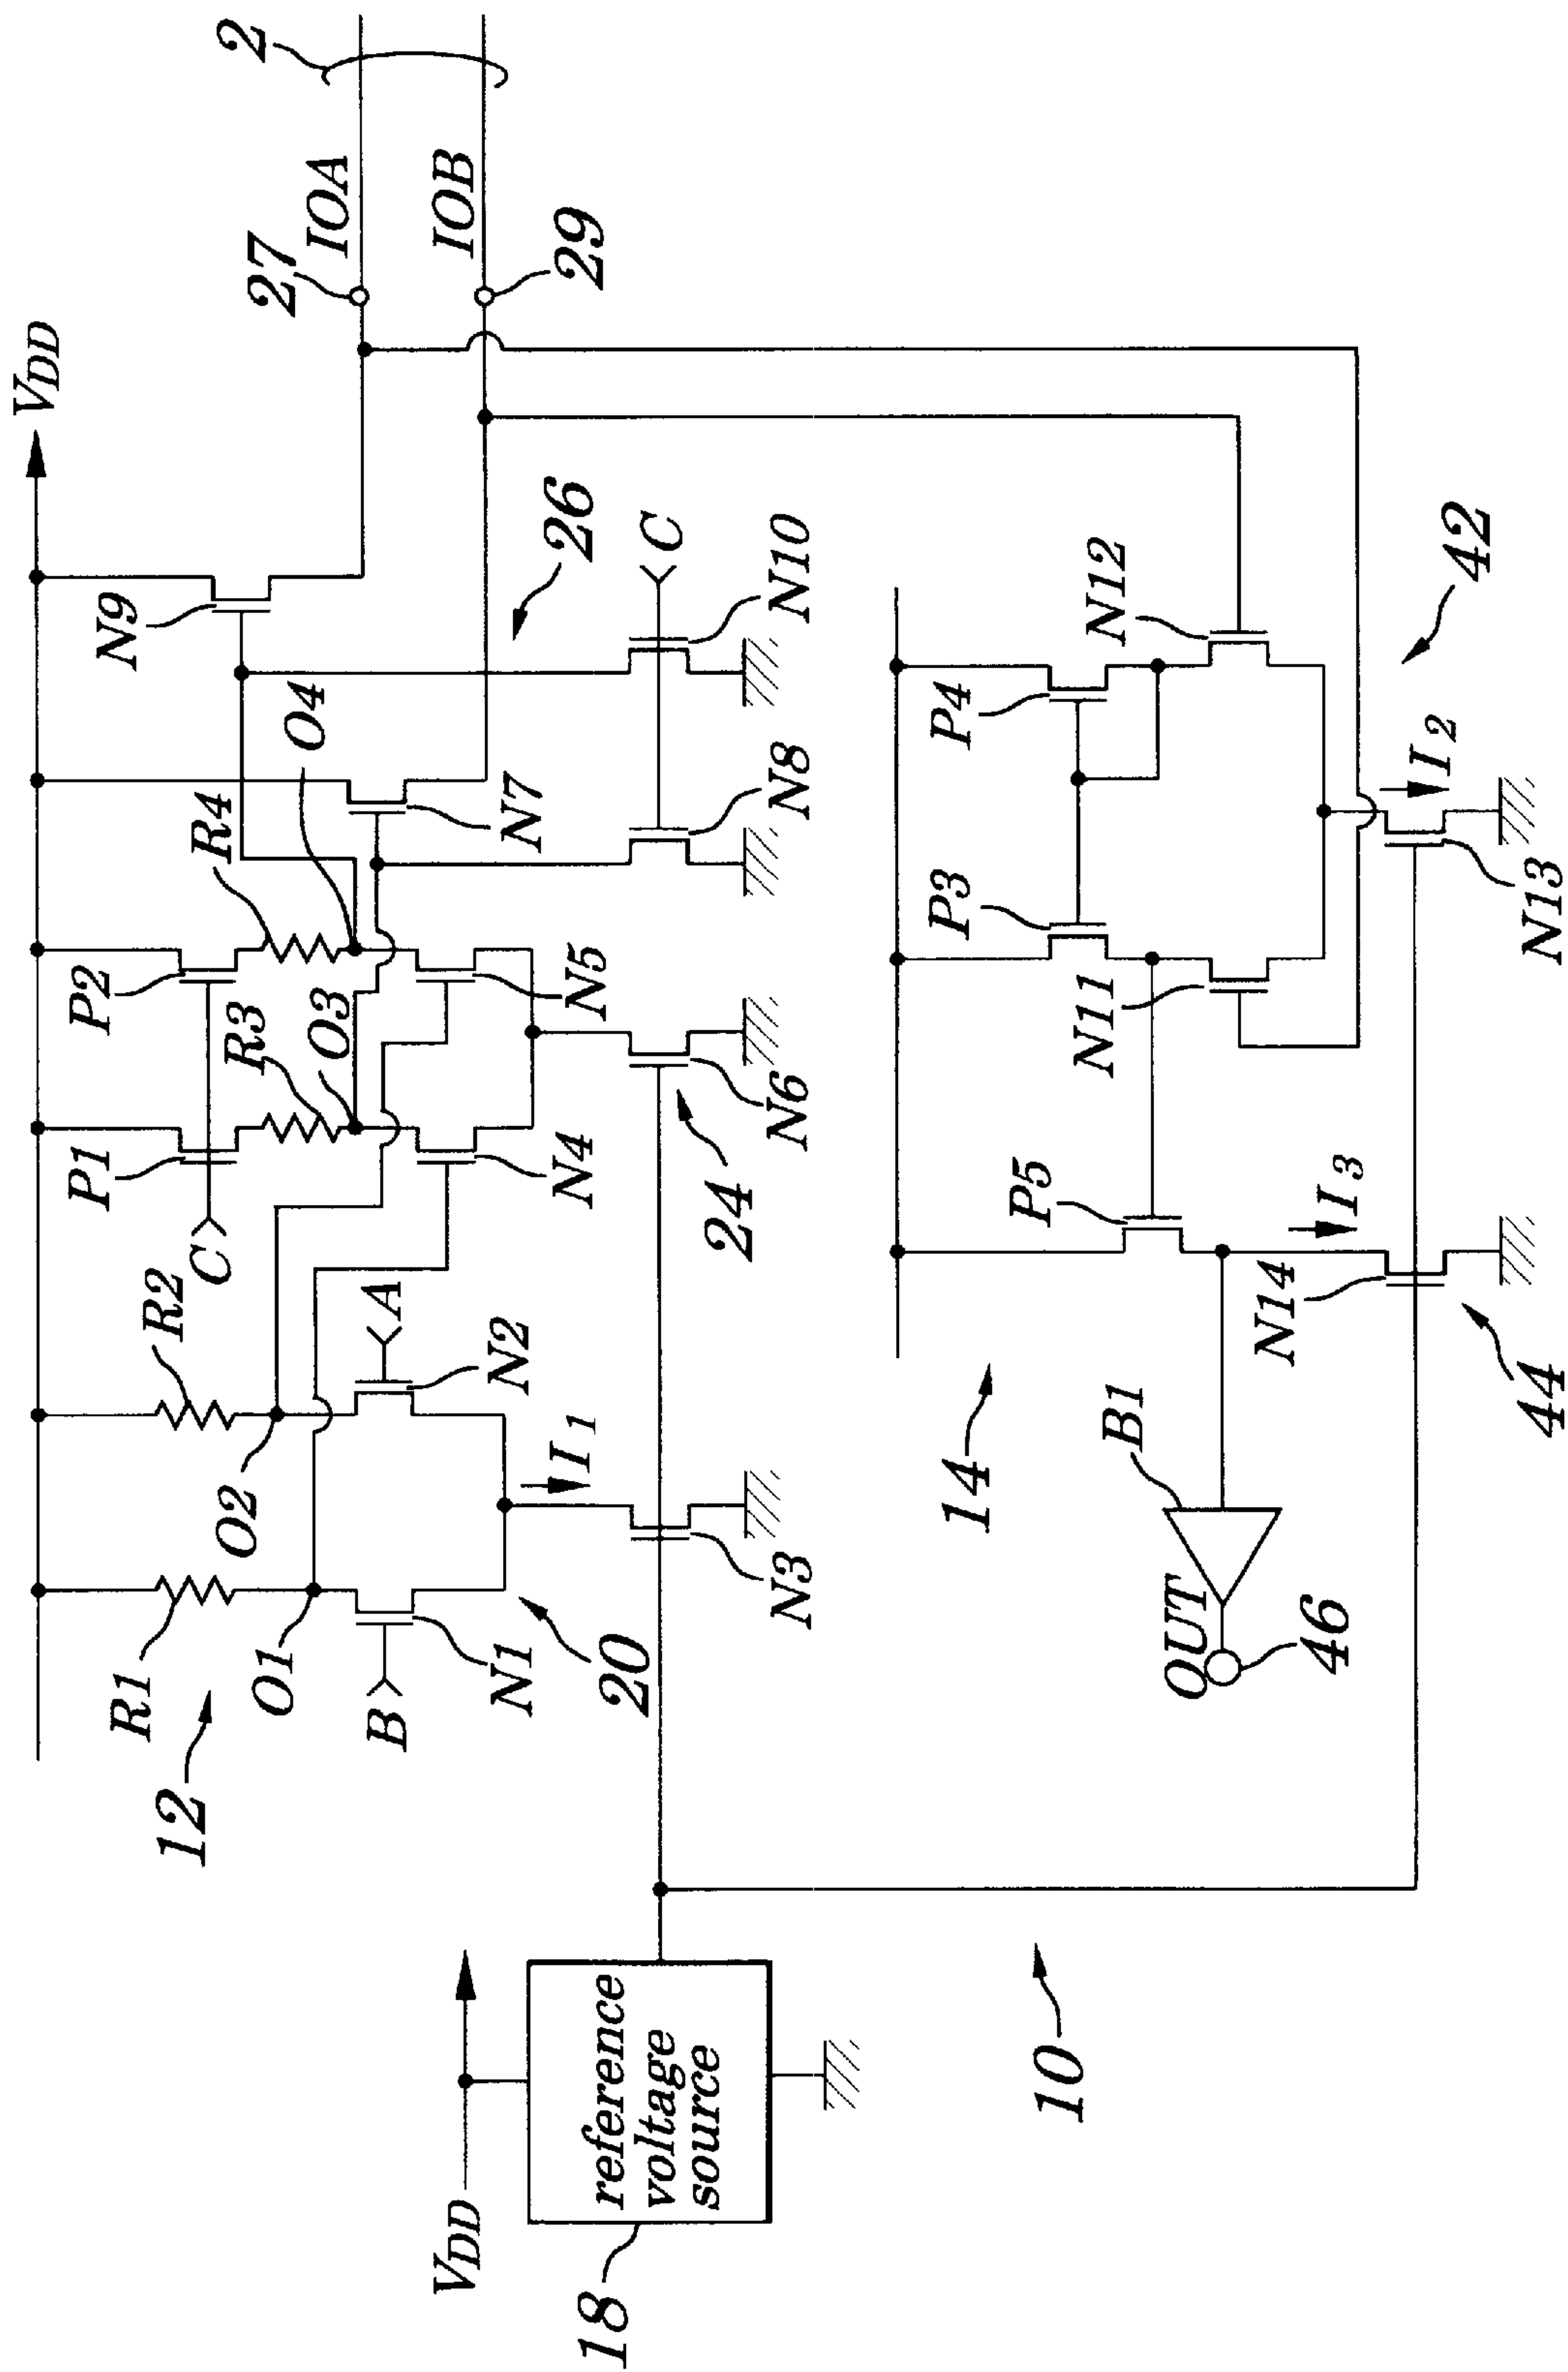 VDD
2
27
IOA
IOB
29
N9
O4
26
C
N10
R4
N7
N8
P2
R3
O3
N5
P1
C
N4
N6
24
R2
A
N2
O2
I1
R1
O1
B
N1
20
N3
12
VDD
reference
voltage
source
18
10
14
P4
N12
42
P3
N11
I2
N13
P5
I3
N14
44
B1
OUT
46